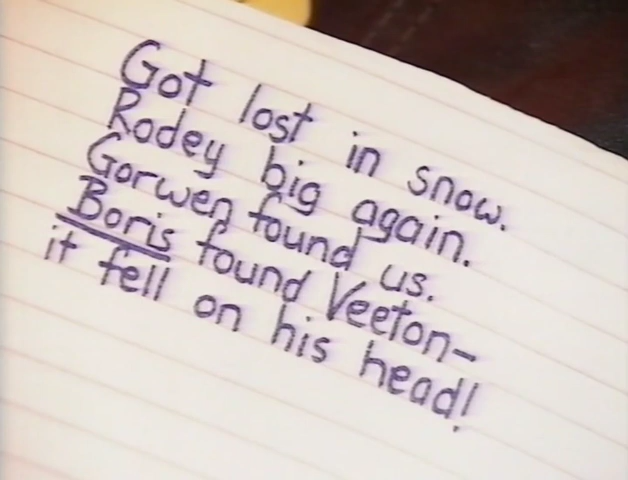 Got lost in snow.
Rodey big again.
Gorwen found us.
Boris found Veeton-
it fell on his head!